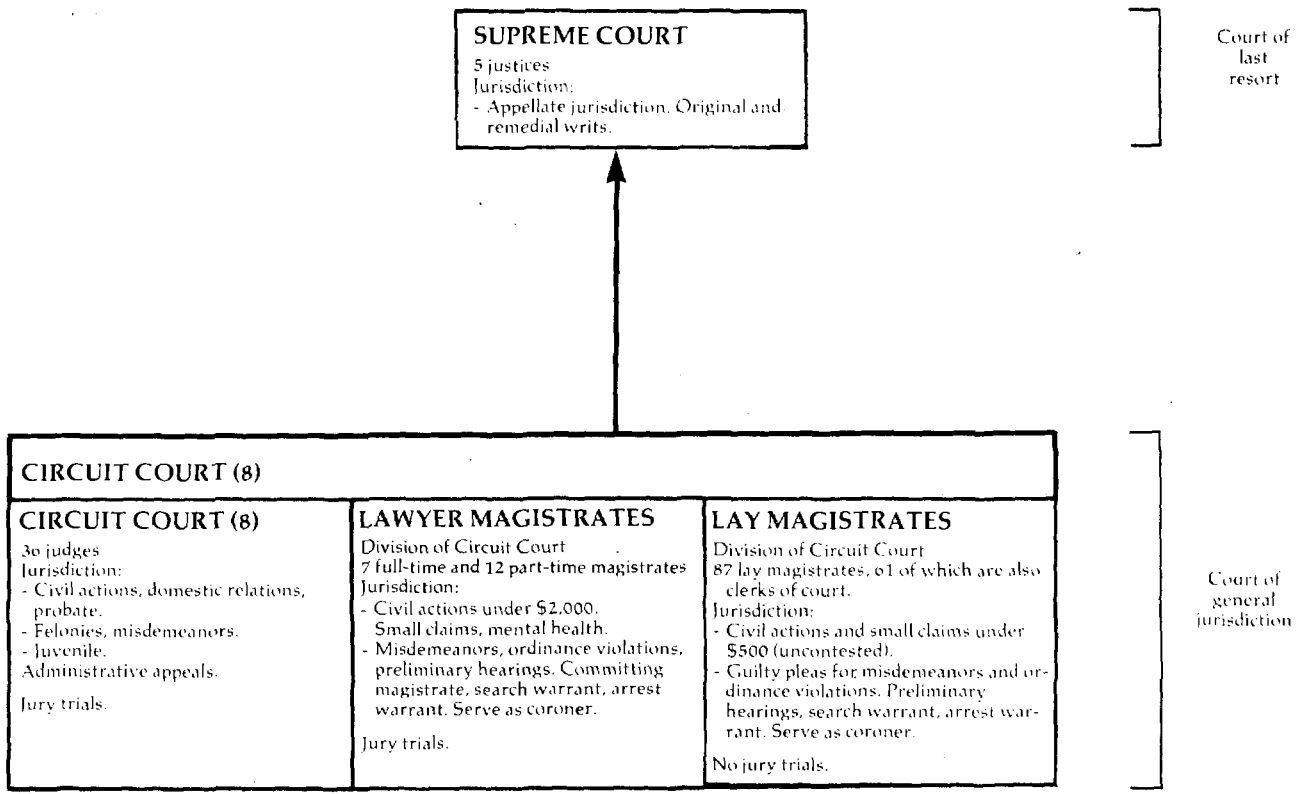 SUPREME COURT
5 justices
Jurisdiction:
- Appellate jurisdiction. Original and
remedial writs.
Court of
last
resort
CIRCUIT COURT (8)
CIRCUIT COURT (8)
36 judges
Jurisdiction:
- Civil actions, domestic relations,
probate.
- Felonies, misdemeanors.
- Juvenile.
Administrative appeals.
Jury trials.
LAWYER MAGISTRATES
Division of Circuit Court
7 full-time and 12 part-time magistrates
Jurisdiction:
- Civil actions under $2,000.
Small claims, mental health.
- Misdemeanors, ordinance violations,
preliminary hearings. Committing
magistrate, search warrant, arrest
warrant. Serve as coroner.
Jury trials.
LAY MAGISTRATES
Division of Circuit Court
87 lay magistrates, 61 of which are also
clerks of court.
Jurisdiction:
- Civil actions and small claims under
$500 (uncontested).
- Guilty pleas for misdemeanors and or-
dinance violations. Preliminary
hearings, search warrant, arrest war-
rant. Serve as coroner.
No jury trials.
Court of
general
jurisdiction